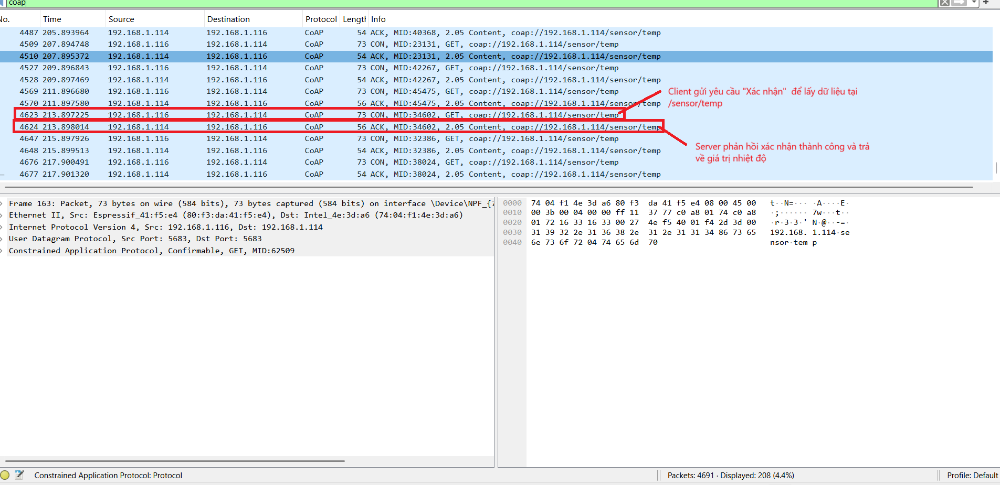 coap
No. Time Source Destination Protocol Length Info
4487 205.893964 192.168.1.114 192.168.1.116 CoAP 54 ACK, MID:40368, 2.05 Content, coap://192.168.1.114/sensor/temp
4509 207.894748 192.168.1.116 192.168.1.114 CoAP 73 CON, MID:23131, GET, coap://192.168.1.114/sensor/temp
4510 207.895372 192.168.1.114 192.168.1.116 CoAP 54 ACK, MID:23131, 2.05 Content, coap://192.168.1.114/sensor/temp
4527 209.896843 192.168.1.116 192.168.1.114 CoAP 73 CON, MID:42267, GET, coap://192.168.1.114/sensor/temp
4528 209.897469 192.168.1.114 192.168.1.116 CoAP 54 ACK, MID:42267, 2.05 Content, coap://192.168.1.114/sensor/temp
4569 211.896680 192.168.1.116 192.168.1.114 CoAP 73 CON, MID:45475, GET, coap://192.168.1.114/sensor/temp
4570 211.897580 192.168.1.114 192.168.1.116 CoAP 56 ACK, MID:45475, 2.05 Content, coap://192.168.1.114/sensor/temp
4623 213.897225 192.168.1.116 192.168.1.114 CoAP 73 CON, MID:34602, GET, coap://192.168.1.114/sensor/temp
4624 213.898014 192.168.1.114 192.168.1.116 CoAP 56 ACK, MID:34602, 2.05 Content, coap://192.168.1.114/sensor/temp
4647 215.897926 192.168.1.116 192.168.1.114 CoAP 73 CON, MID:32386, GET, coap://192.168.1.114/sensor/temp
4648 215.899513 192.168.1.114 192.168.1.116 CoAP 54 ACK, MID:32386, 2.05 Content, coap://192.168.1.114/sensor/temp
4676 217.900491 192.168.1.116 192.168.1.114 CoAP 73 CON, MID:38024, GET, coap://192.168.1.114/sensor/temp
4677 217.901320 192.168.1.114 192.168.1.116 CoAP 54 ACK, MID:38024, 2.05 Content, coap://192.168.1.114/sensor/temp
Client gửi yêu cầu "Xác nhận" để lấy dữ liệu tại
/sensor/temp
Server phản hồi xác nhận thành công và trả
về giá trị nhiệt độ
Frame 163: Packet, 73 bytes on wire (584 bits), 73 bytes captured (584 bits) on interface \Device\NPF_{7
Ethernet II, Src: Espressif_41:f5:e4 (80:f3:da:41:f5:e4), Dst: Intel_4e:3d:a6 (74:04:f1:4e:3d:a6)
Internet Protocol Version 4, Src: 192.168.1.116, Dst: 192.168.1.114
User Datagram Protocol, Src Port: 5683, Dst Port: 5683
Constrained Application Protocol, Confirmable, GET, MID:62509
0000 74 04 f1 4e 3d a6 80 f3 da 41 f5 e4 08 00 45 00 t··N=··· ·A····E·
0010 00 3b 00 04 00 00 ff 11 37 77 c0 a8 01 74 c0 a8 ·;······ 7w···t··
0020 01 72 16 33 16 33 00 27 4e f5 40 01 f4 2d 3d 00 ·r·3·3·' N·@··-=·
0030 31 39 32 2e 31 36 38 2e 31 2e 31 31 34 86 73 65 192.168. 1.114·se
0040 6e 73 6f 72 04 74 65 6d 70 nsor·tem p
Constrained Application Protocol: Protocol
Packets: 4691 · Displayed: 208 (4.4%)
Profile: Default